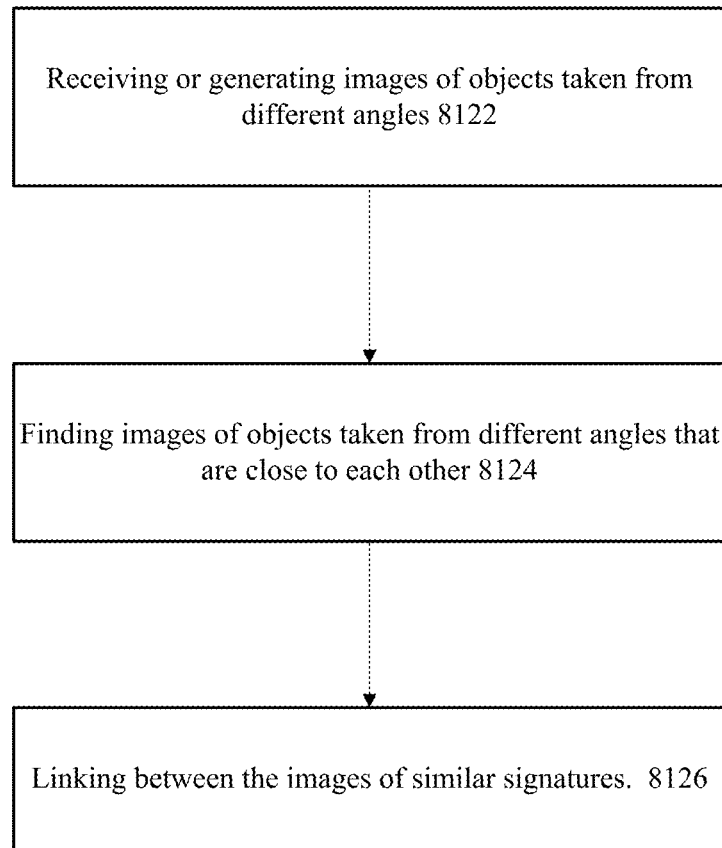 Receiving or generating images of objects taken from
different angles 8122
Finding images of objects taken from different angles that
are close to each other 8124
Linking between the images of similar signatures.  8126